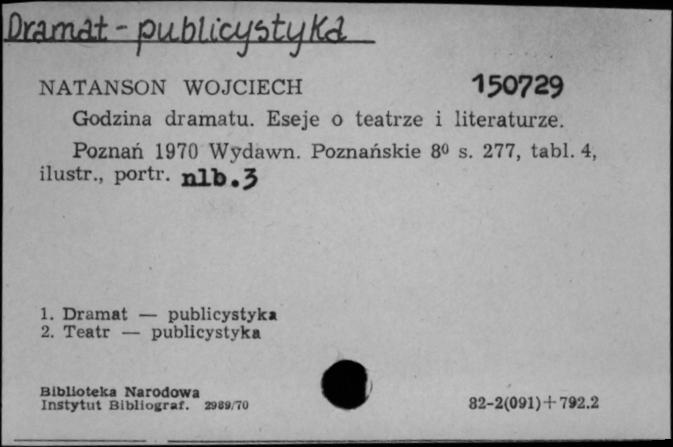 Dramat - publicystyka
NATANSON WOJCIECH 150729
Godzina dramatu. Eseje o teatrze i literaturze.
Poznań 1970 Wydawn. Poznańskie 8º s. 277, tabl. 4,
ilustr., portr. nlb.3
1. Dramat — publicystyka
2. Teatr — publicystyka
Biblioteka Narodowa
Instytut Bibliograf. 2989/70 82-2(091)+792.2